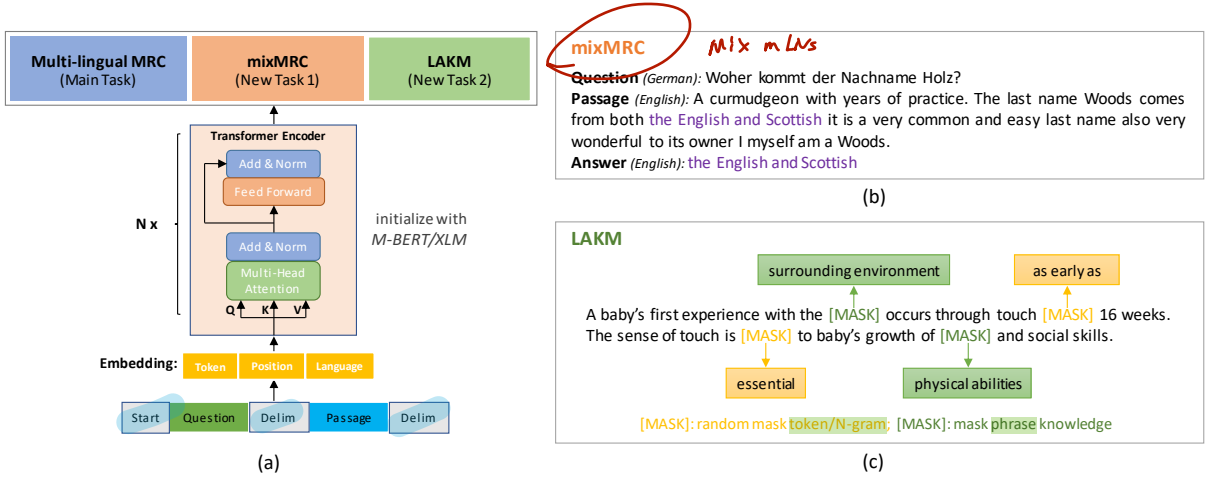 Multi-lingual MRC
(Main Task)
mixMRC
(New Task 1)
LAKM
(New Task 2)
Transformer Encoder
Add & Norm
Feed Forward
N x
initialize with
M-BERT/XLM
Add & Norm
Multi-Head
Attention
Q K V
Embedding: Token Position Language
Start Question Delim Passage Delim
(a)
mixMRC
Mix
Question (German): Woher kommt der Nachname Holz?
Passage (English): A curmudgeon with years of practice. The last name Woods comes
from both the English and Scottish it is a very common and easy last name also very
wonderful to its owner I myself am a Woods.
Answer (English): the English and Scottish
(b)
LAKM
surrounding environment
as early as
A baby's first experience with the [MASK] occurs through touch [MASK] 16 weeks.
The sense of touch is [MASK] to baby's growth of [MASK] and social skills.
essential
physical abilities
[MASK]: random mask token/N-gram; [MASK]: mask phrase knowledge
(c)